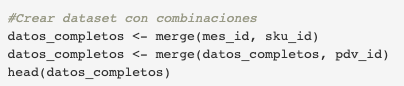 #Crear dataset con combinaciones
datos_completos <- merge(mes_id, sku_id)
datos_completos <- merge(datos_completos, pdv_id)
head(datos_completos)